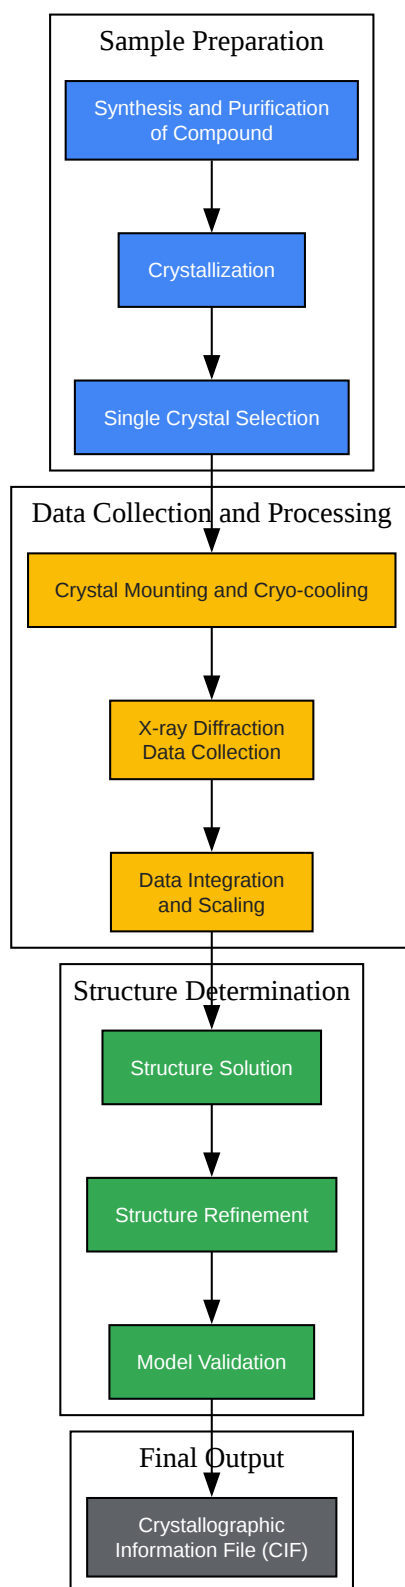 Sample Preparation
Synthesis and Purification
of Compound
Crystallization
Single Crystal Selection
Data Collection and Processing
Crystal Mounting and Cryo-cooling
X-ray Diffraction
Data Collection
Data Integration
and Scaling
Structure Determination
Structure Solution
Structure Refinement
Model Validation
Final Output
Crystallographic
Information File (CIF)